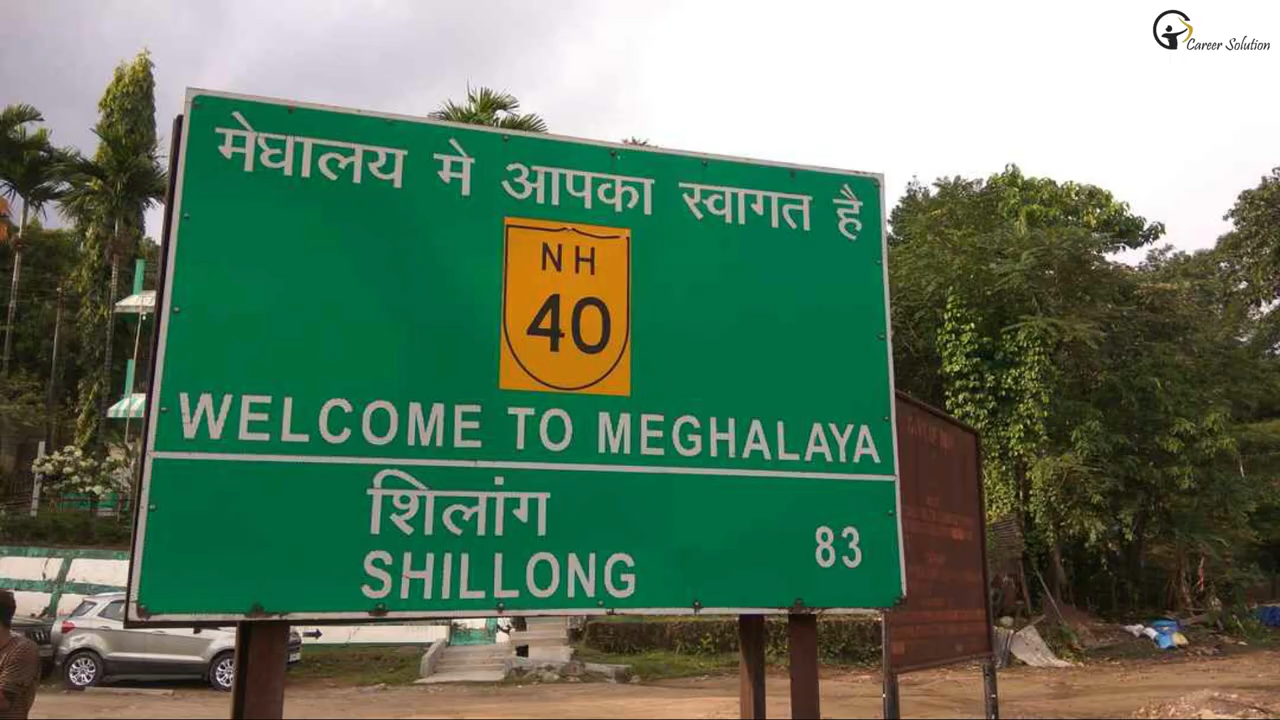 Career Solution
मेघालय मे आपका स्वागत है
NH
40
WELCOME TO MEGHALAYA
शिलांग
SHILLONG 83